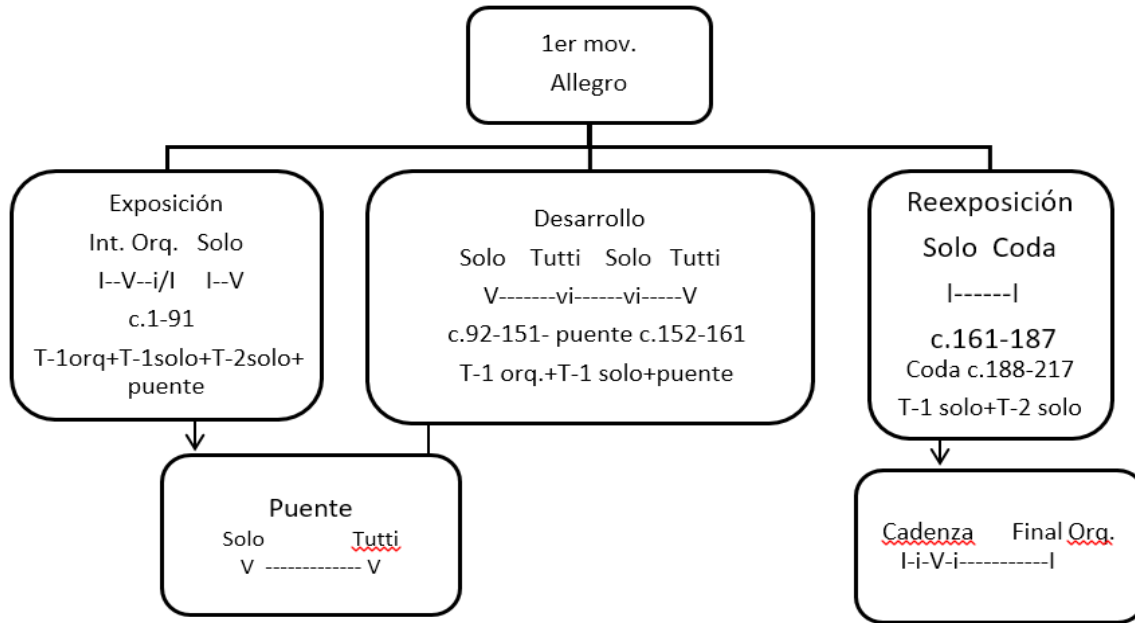 1er mov.
Allegro
Exposición
Int. Orq. Solo
I--V--i/I I--V
c.1-91
T-1orq+T-1solo+T-2solo+
puente
Desarrollo
Solo Tutti Solo Tutti
V-------vi------vi-----V
c.92-151- puente c.152-161
T-1 orq.+T-1 solo+puente
Reexposición
Solo Coda
I------I
c.161-187
Coda c.188-217
T-1 solo+T-2 solo
Puente
Solo Tutti
V ------------- V
Cadenza Final Orq.
I-i-V-i-----------I